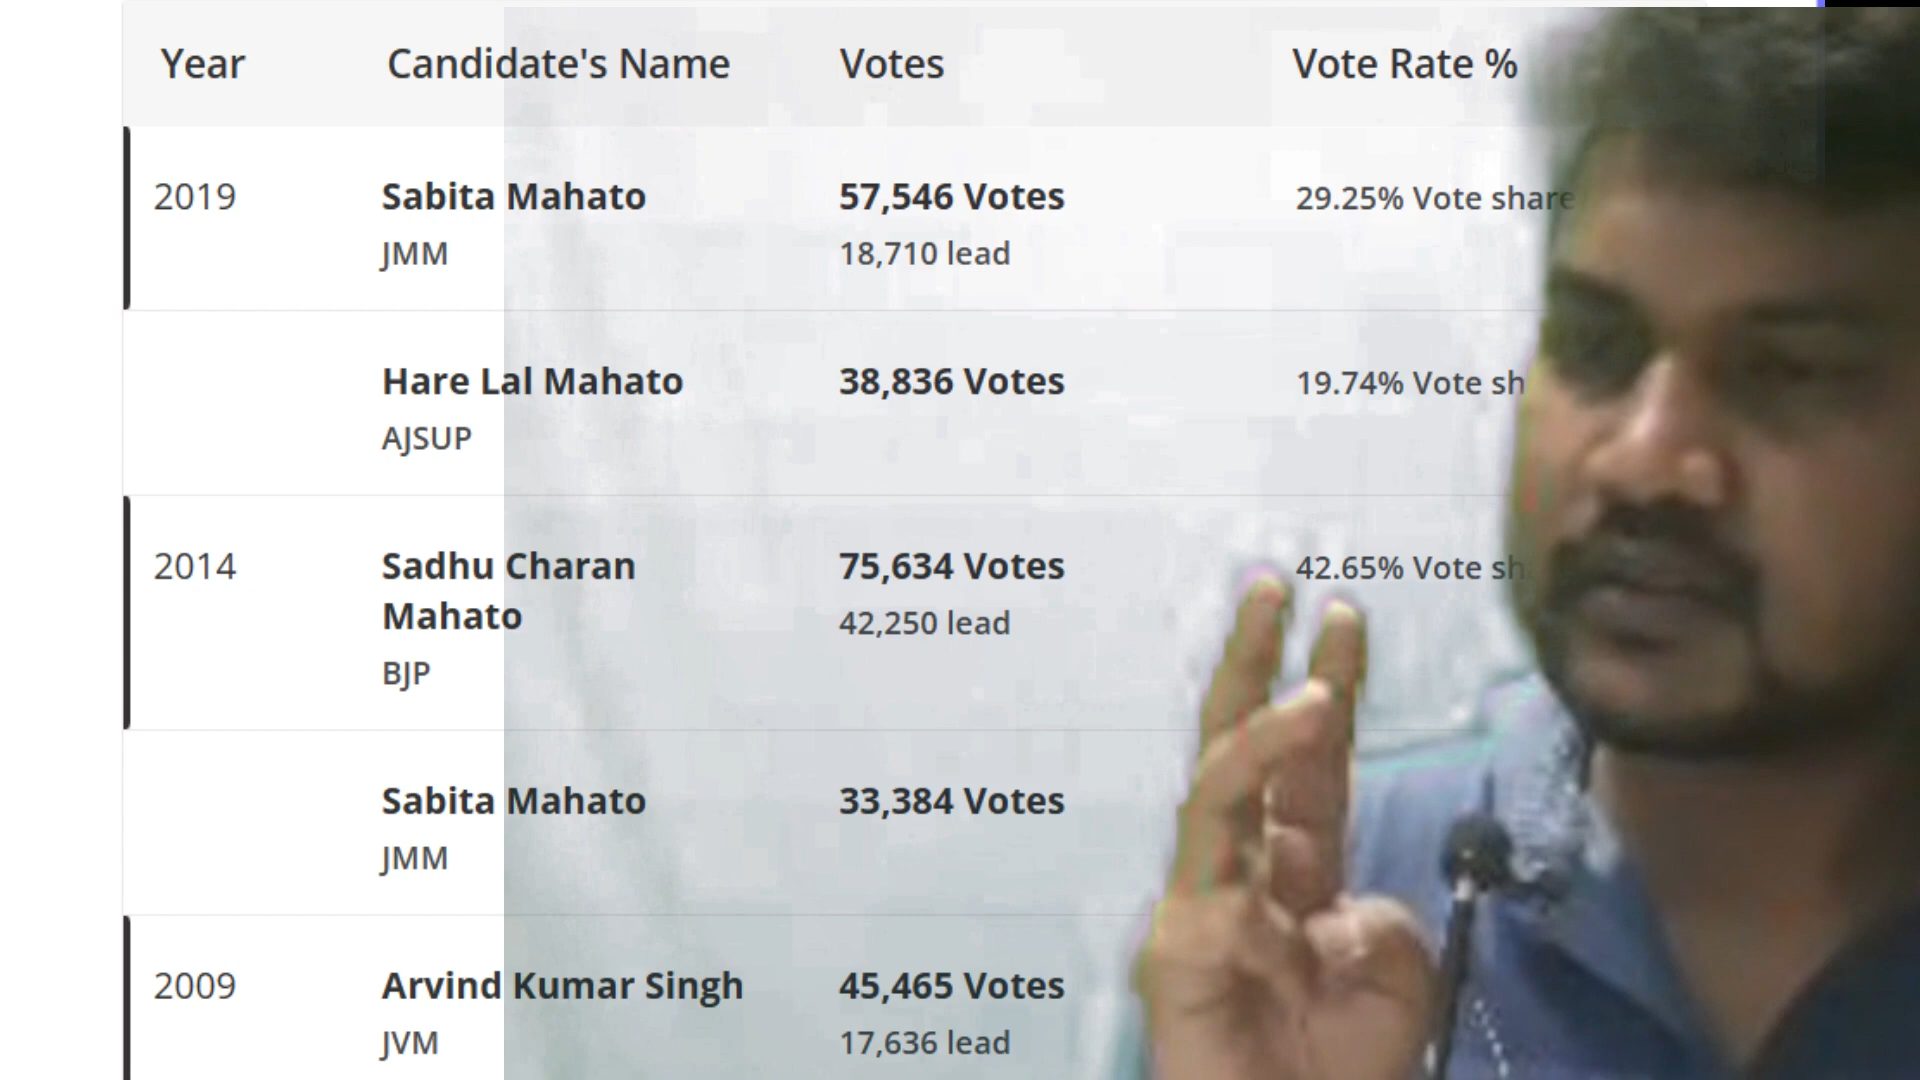 Year Candidate's Name Votes Vote Rate %
2019 Sabita Mahato 57,546 Votes 29.25% Vote share
JMM 18,710 lead
Hare Lal Mahato 38,836 Votes 19.74% Vote sh
AJSUP
2014 Sadhu Charan 75,634 Votes 42.65% Vote sh
Mahato 42,250 lead
BJP
Sabita Mahato 33,384 Votes
JMM
2009 Arvind Kumar Singh 45,465 Votes
JVM 17,636 lead